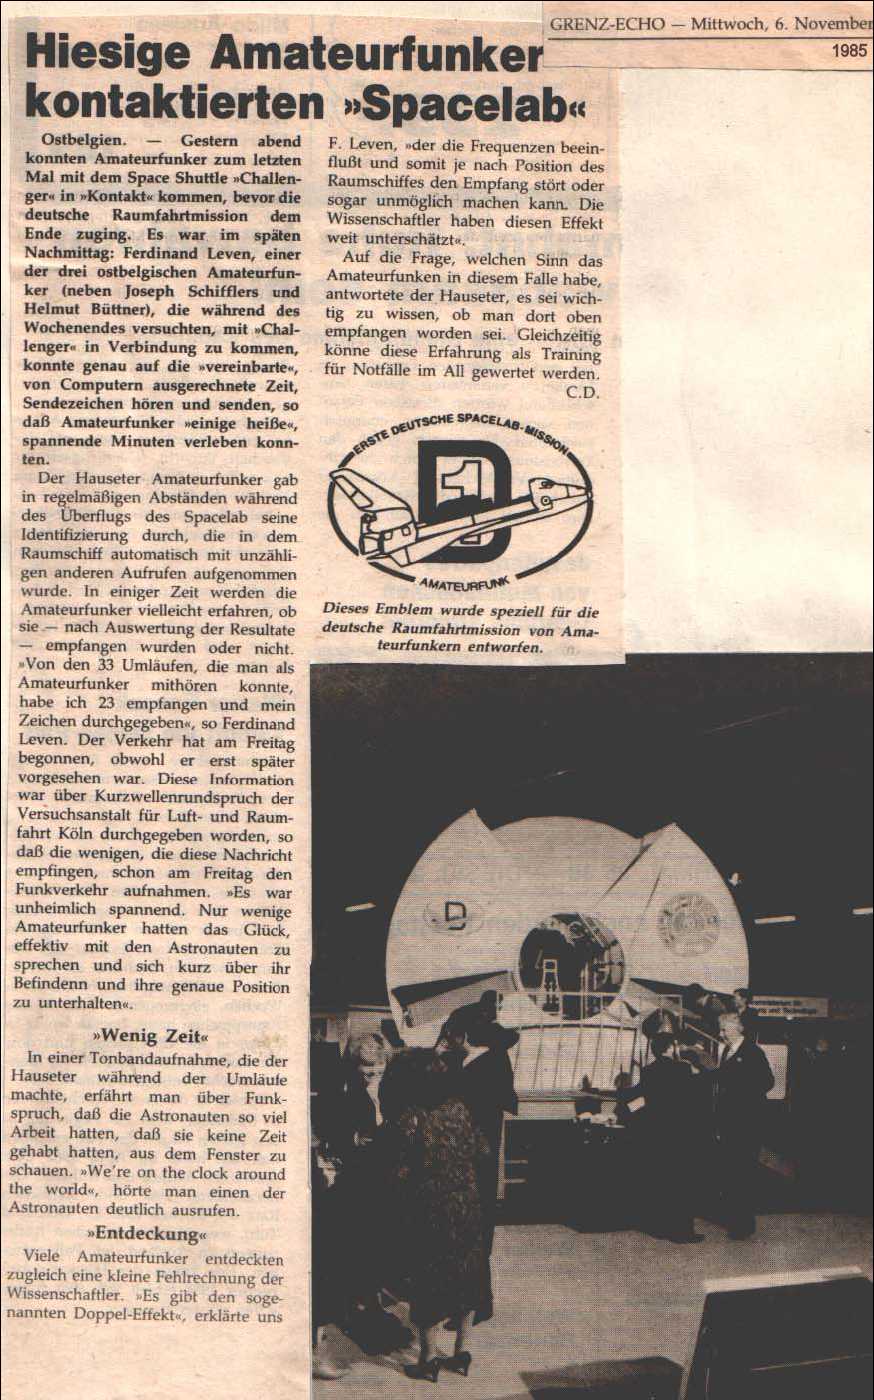 GRENZ-ECHO — Mittwoch, 6. November
1985
Hiesige Amateurfunker
kontaktierten »Spacelab«
Ostbelgien. — Gestern abend
konnten Amateurfunker zum letzten
Mal mit dem Space Shuttle »Challen-
ger« in »Kontakt« kommen, bevor die
deutsche Raumfahrtmission dem
Ende zuging. Es war im späten
Nachmittag: Ferdinand Leven, einer
der drei ostbelgischen Amateurfun-
ker (neben Joseph Schifflers und
Helmut Büttner), die während des
Wochenendes versuchten, mit »Chal-
lenger« in Verbindung zu kommen,
konnte genau auf die »vereinbarte«,
von Computern ausgerechnete Zeit,
Sendezeichen hören und senden, so
daß Amateurfunker »einige heiße«,
spannende Minuten verleben konn-
ten.
Der Hauseter Amateurfunker gab
in regelmäßigen Abständen während
des Überflugs des Spacelab seine
Identifizierung durch, die in dem
Raumschiff automatisch mit unzähli-
gen anderen Aufrufen aufgenommen
wurde. In einiger Zeit werden die
Amateurfunker vielleicht erfahren, ob
sie — nach Auswertung der Resultate
— empfangen wurden oder nicht.
»Von den 33 Umläufen, die man als
Amateurfunker mithören konnte,
habe ich 23 empfangen und mein
Zeichen durchgegeben«, so Ferdinand
Leven. Der Verkehr hat am Freitag
begonnen, obwohl er erst später
vorgesehen war. Diese Information
war über Kurzwellenrundspruch der
Versuchsanstalt für Luft- und Raum-
fahrt Köln durchgegeben worden, so
daß die wenigen, die diese Nachricht
empfingen, schon am Freitag den
Funkverkehr aufnahmen. »Es war
unheimlich spannend. Nur wenige
Amateurfunker hatten das Glück,
effektiv mit den Astronauten zu
sprechen und sich kurz über ihr
Befindenn und ihre genaue Position
zu unterhalten«.
»Wenig Zeit«
In einer Tonbandaufnahme, die der
Hauseter während der Umläufe
machte, erfährt man über Funk-
spruch, daß die Astronauten so viel
Arbeit hatten, daß sie keine Zeit
gehabt hatten, aus dem Fenster zu
schauen. »We're on the clock around
the world«, hörte man einen der
Astronauten deutlich ausrufen.
»Entdeckung«
Viele Amateurfunker entdeckten
zugleich eine kleine Fehlrechnung der
Wissenschaftler. »Es gibt den soge-
nannten Doppel-Effekt«, erklärte uns
F. Leven, »der die Frequenzen beein-
flußt und somit je nach Position des
Raumschiffes den Empfang stört oder
sogar unmöglich machen kann. Die
Wissenschaftler haben diesen Effekt
weit unterschätzt«.
Auf die Frage, welchen Sinn das
Amateurfunken in diesem Falle habe,
antwortete der Hauseter, es sei wich-
tig zu wissen, ob man dort oben
empfangen worden sei. Gleichzeitig
könne diese Erfahrung als Training
für Notfälle im All gewertet werden.
C.D.
ERSTE DEUTSCHE SPACELAB-MISSION
D1
AMATEURFUNK
Dieses Emblem wurde speziell für die
deutsche Raumfahrtmission von Ama-
teurfunkern entworfen.
D